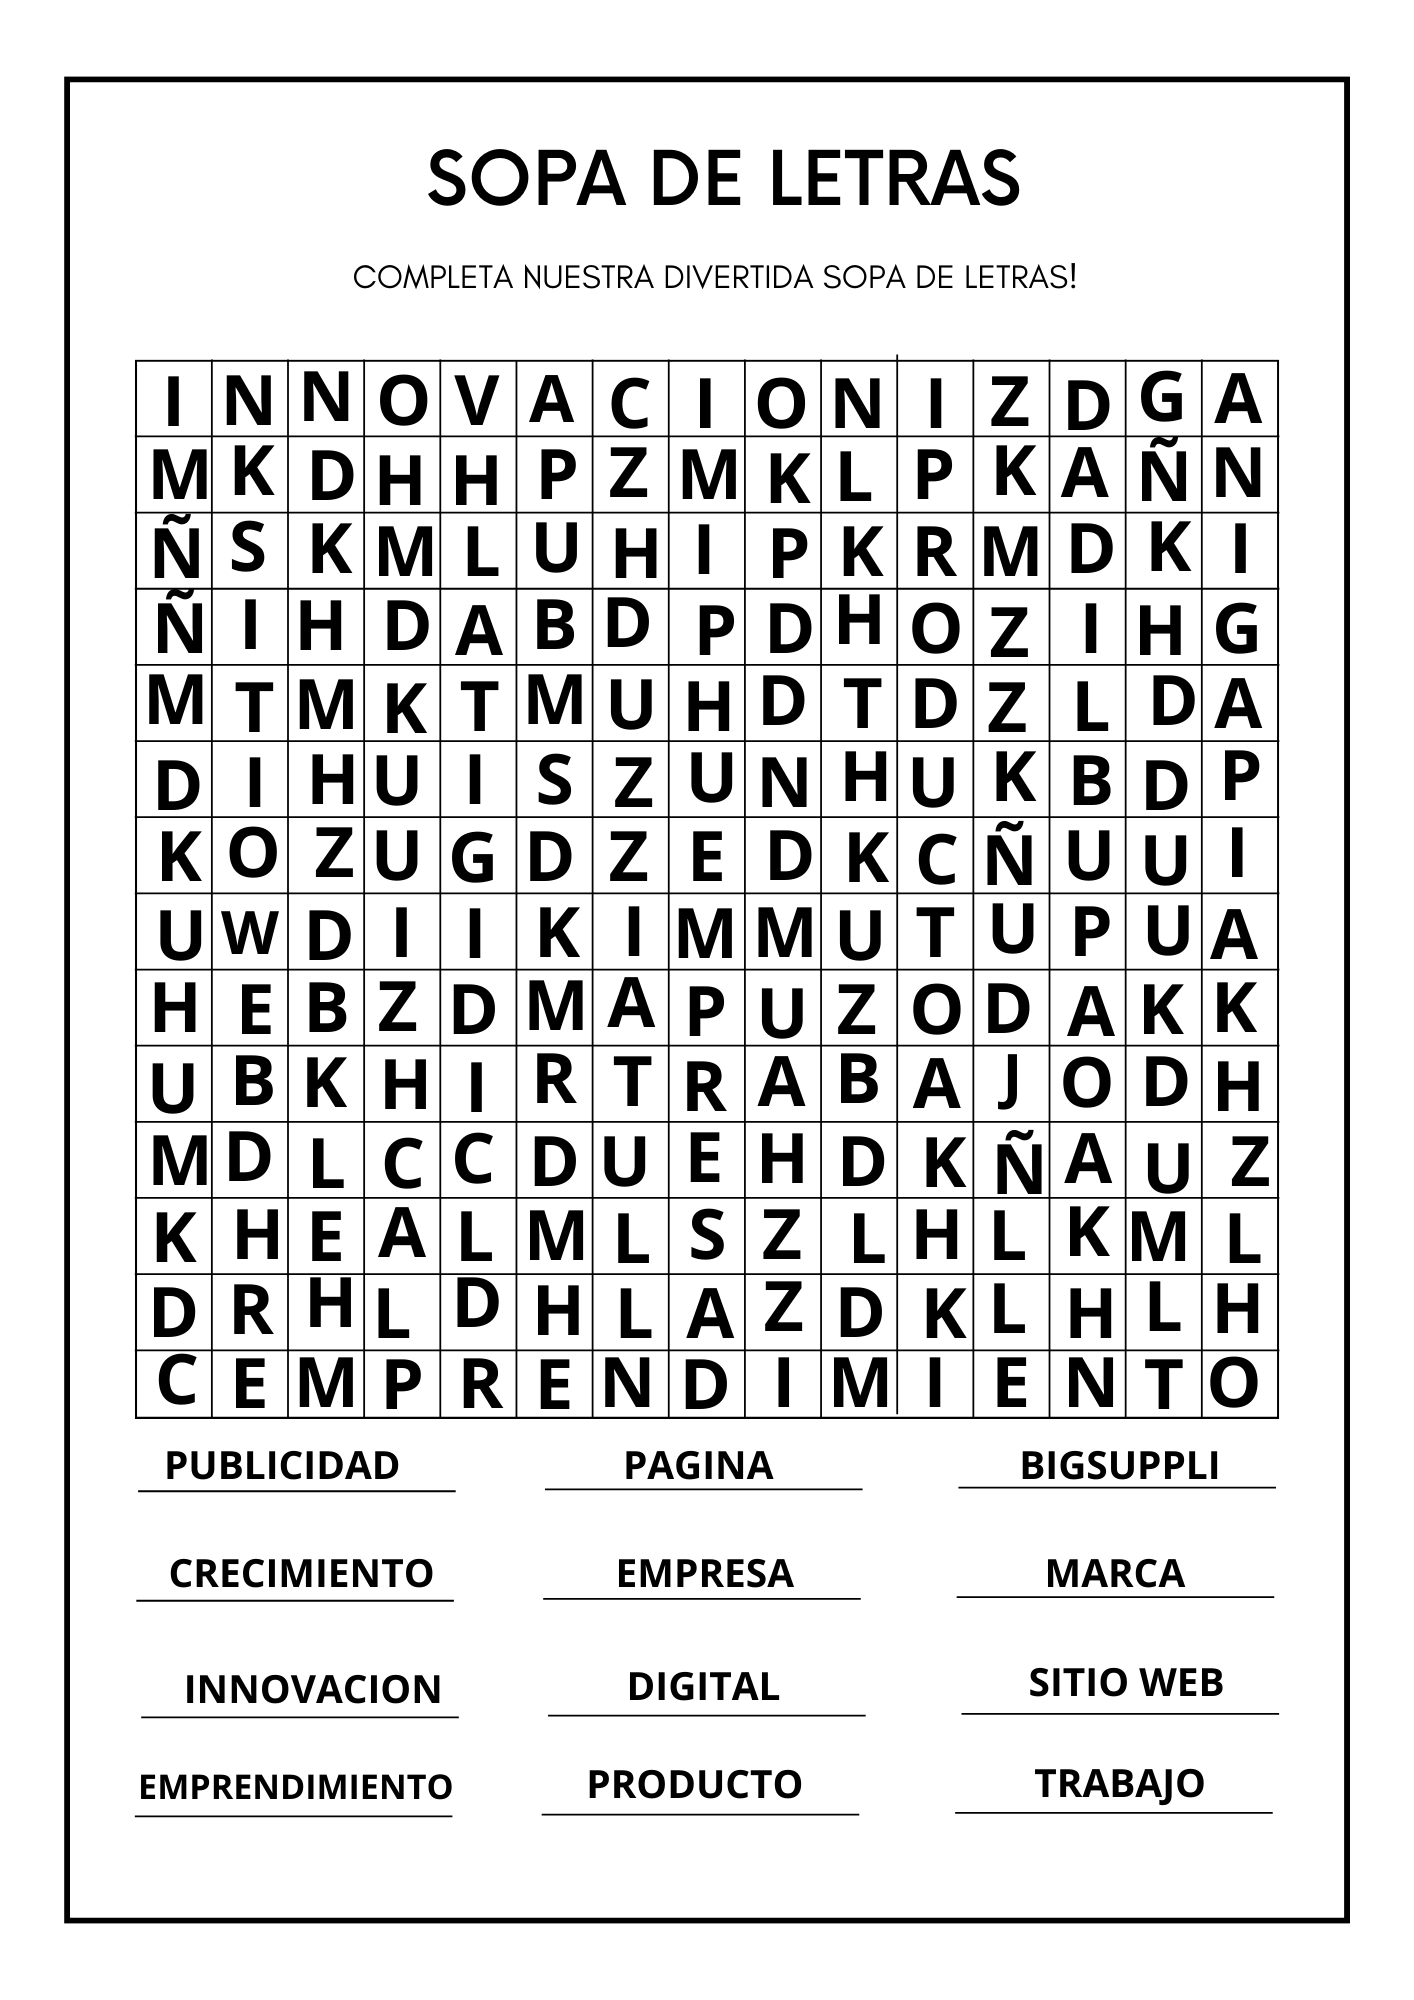 SOPA DE LETRAS
COMPLETA NUESTRA DIVERTIDA SOPA DE LETRAS!
I N N O V A C I O N I Z D G A
M K D H H P Z M K L P K A Ñ N
Ñ S K M L U H I P K R M D K I
Ñ I H D A B D P D H O Z I H G
M T M K T M U H D T D Z L D A
D I H U I S Z U N H U K B D P
K O Z U G D Z E D K C Ñ U U I
U W D I I K I M M U T U P U A
H E B Z D M A P U Z O D A K K
U B K H I R T R A B A J O D H
M D L C C D U E H D K Ñ A U Z
K H E A L M L S Z L H L K M L
D R H L D H L A Z D K L H L H
C E M P R E N D I M I E N T O
PUBLICIDAD PAGINA BIGSUPPLI
CRECIMIENTO EMPRESA MARCA
INNOVACION DIGITAL SITIO WEB
EMPRENDIMIENTO PRODUCTO TRABAJO